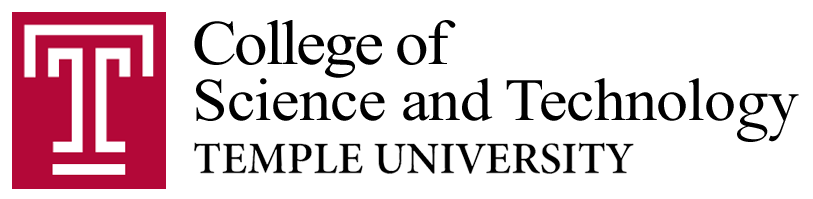 College of
Science and Technology
TEMPLE UNIVERSITY